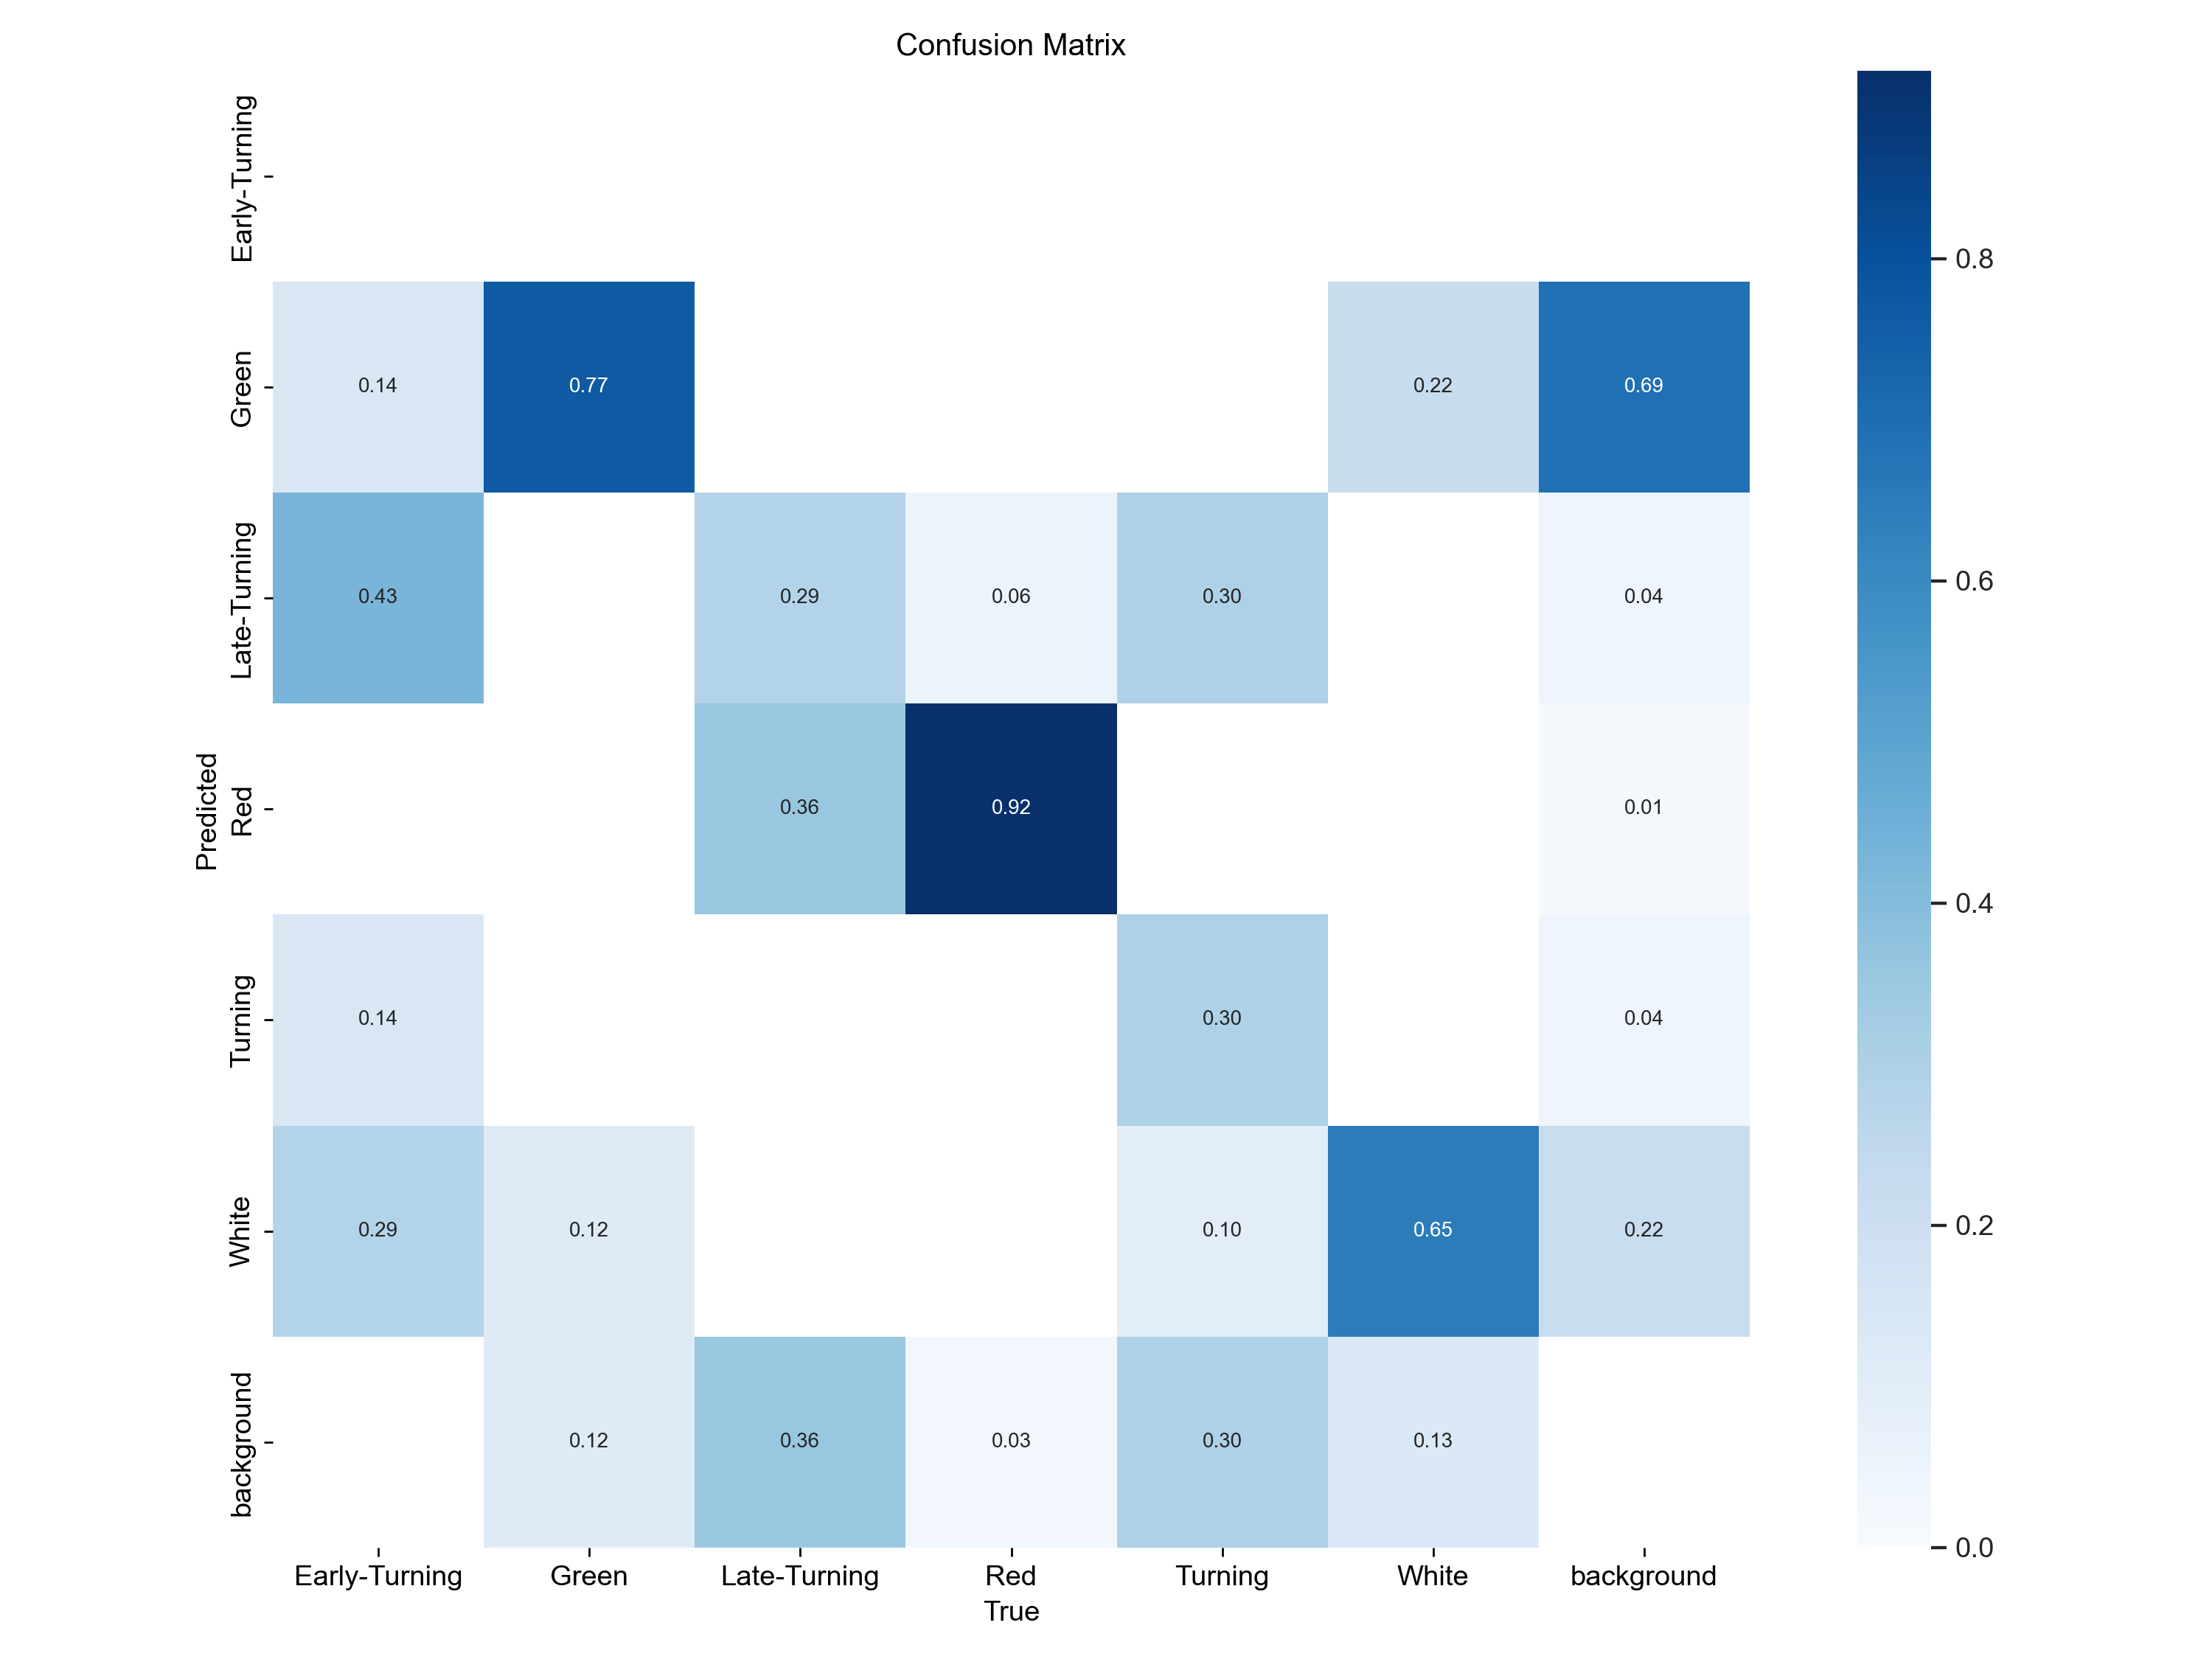 Confusion Matrix
Early-Turning
Green
0.14 0.77 0.22 0.69
Late-Turning
0.43 0.29 0.06 0.30 0.04
Predicted
Red
0.36 0.92 0.01
Turning
0.14 0.30 0.04
White
0.29 0.12 0.10 0.65 0.22
background
0.12 0.36 0.03 0.30 0.13
Early-Turning Green Late-Turning Red Turning White background
True
0.8
0.6
0.4
0.2
0.0